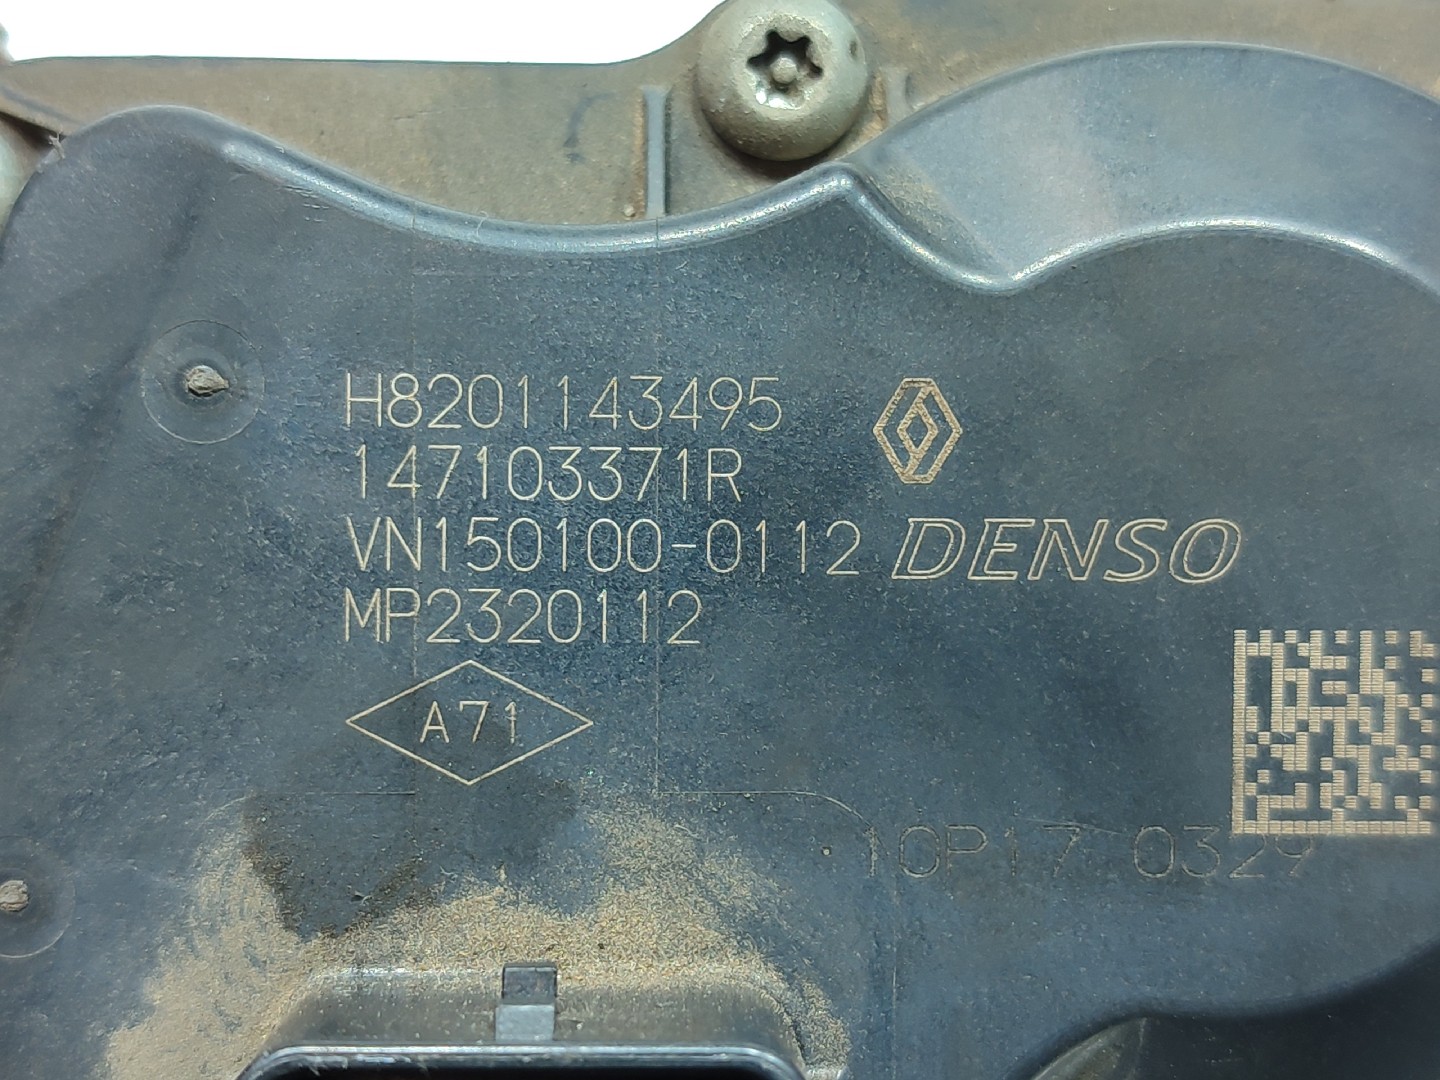 H8201143495
147103371R
VN150100-0112 DENSO
MP2320112
A71
10P17 0329